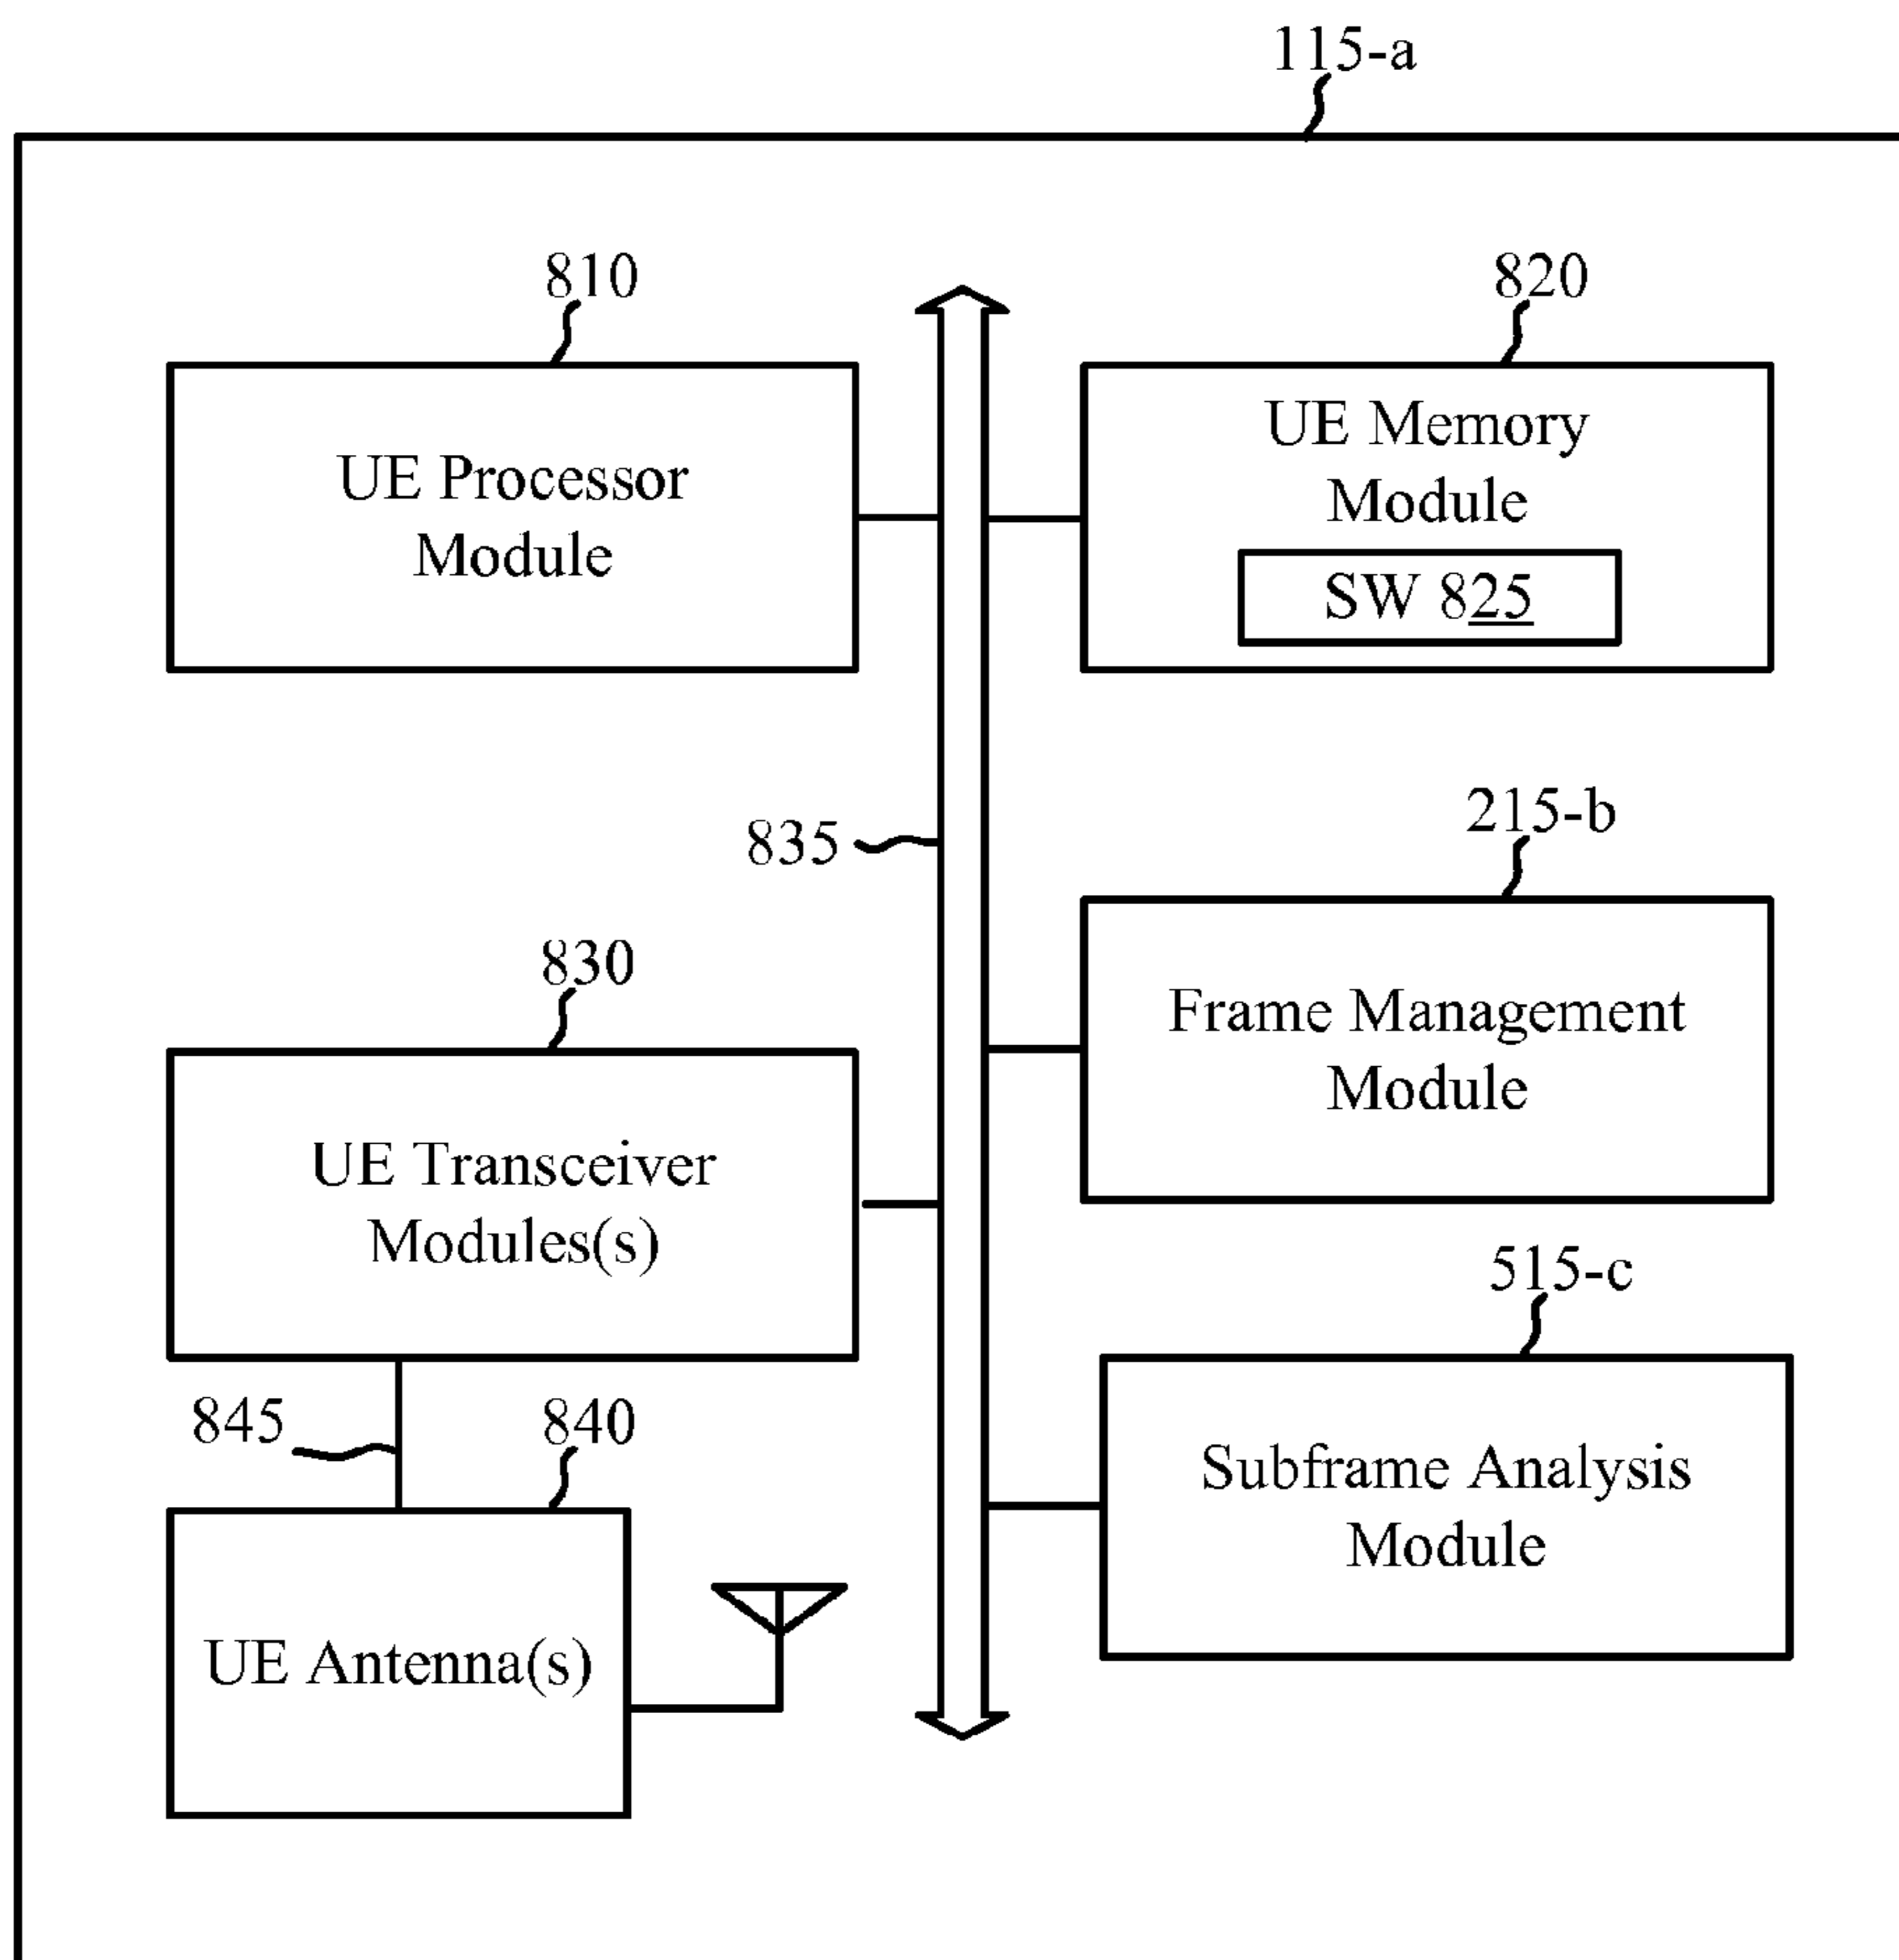 115-a
810
820
UE Processor
Module
UE Memory
Module
SW 825
835
215-b
830
Frame Management
Module
UE Transceiver
Modules(s)
515-c
845
840
Subframe Analysis
Module
UE Antenna(s)